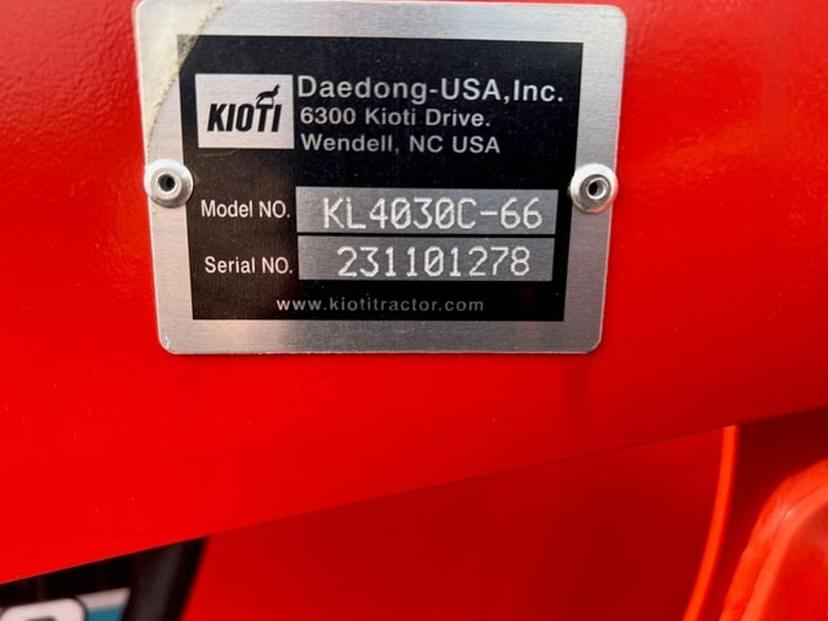 KIOTI
Daedong-USA,Inc.
6300 Kioti Drive.
Wendell, NC USA
Model NO. KL4030C-66
Serial NO. 231101278
www.kiotitractor.com